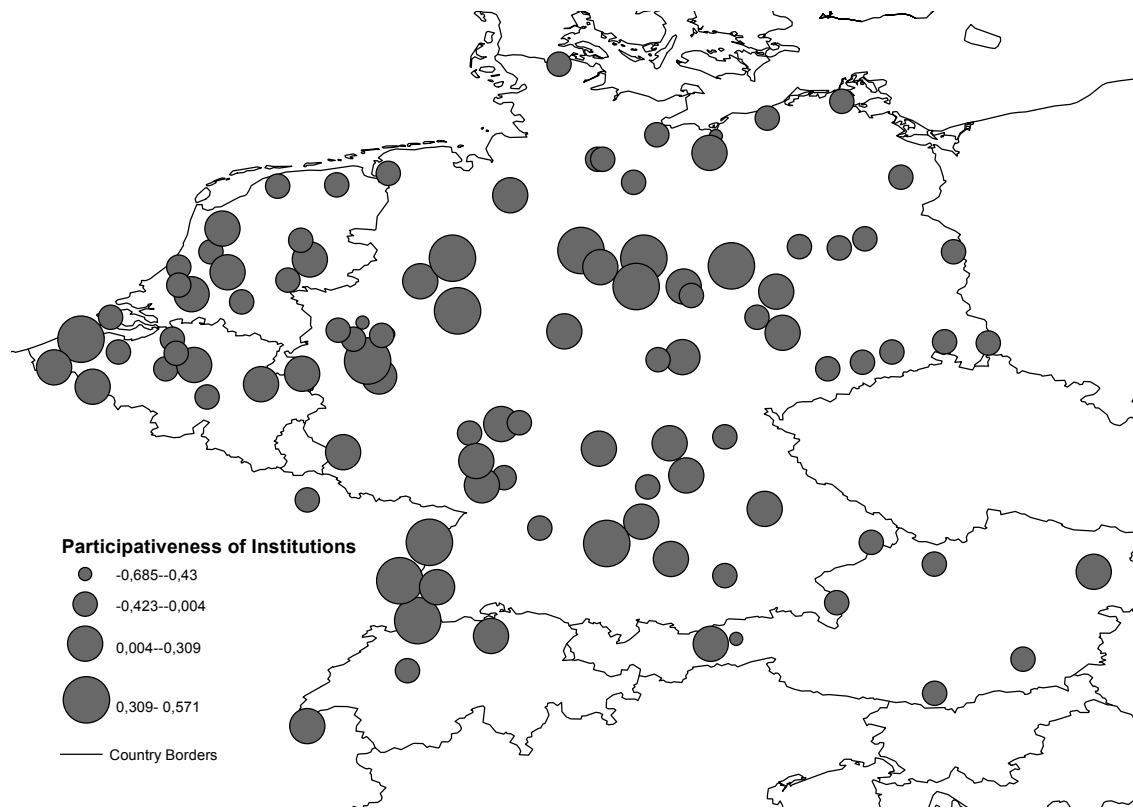 Participativeness of Institutions
-0,685--0,43
-0,423--0,004
0,004--0,309
0,309- 0,571
Country Borders